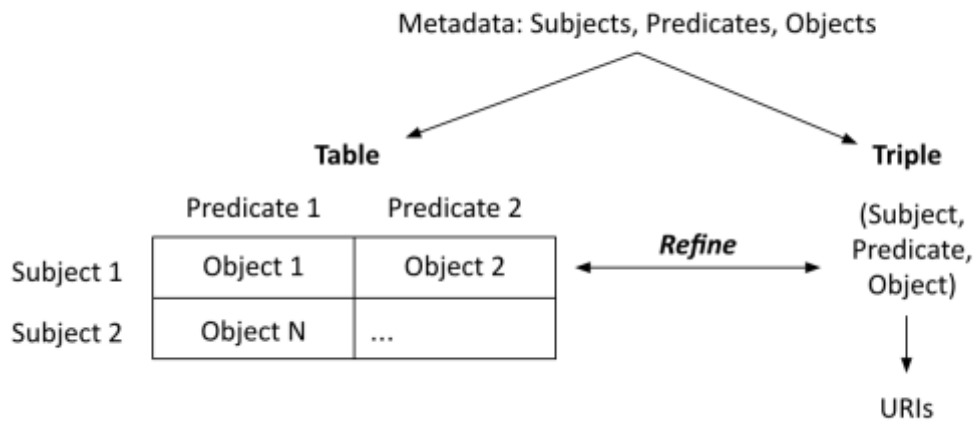 Metadata: Subjects, Predicates, Objects
Table
Triple
Predicate 1 Predicate 2
Subject 1 Object 1 Object 2
Subject 2 Object N ...
Refine
(Subject,
Predicate,
Object)
URIs